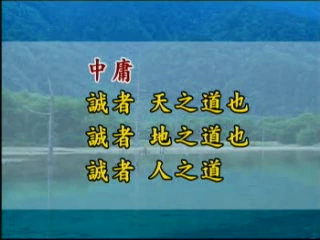 中庸
誠者 天之道也
誠者 地之道也
誠者 人之道